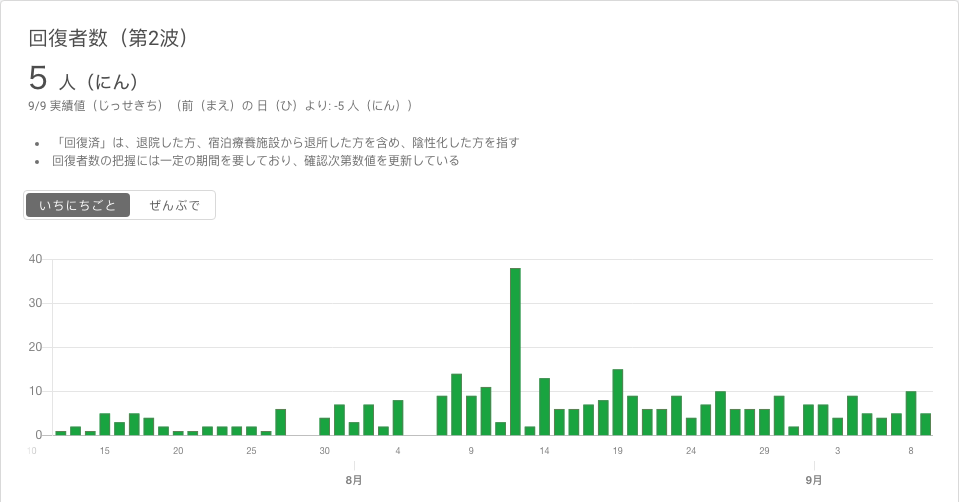 回復者数（第2波）
5 人（にん）
9/9 実績値（じっせきち）（前（まえ）の 日（ひ）より: -5 人（にん））
• 「回復済」は、退院した方、宿泊療養施設から退所した方を含め、陰性化した方を指す
• 回復者数の把握には一定の期間を要しており、確認次第数値を更新している
いちにちごと ぜんぶで
40
30
20
10
0
10 15 20 25 30 4 9 14 19 24 29 3 8
8月 9月